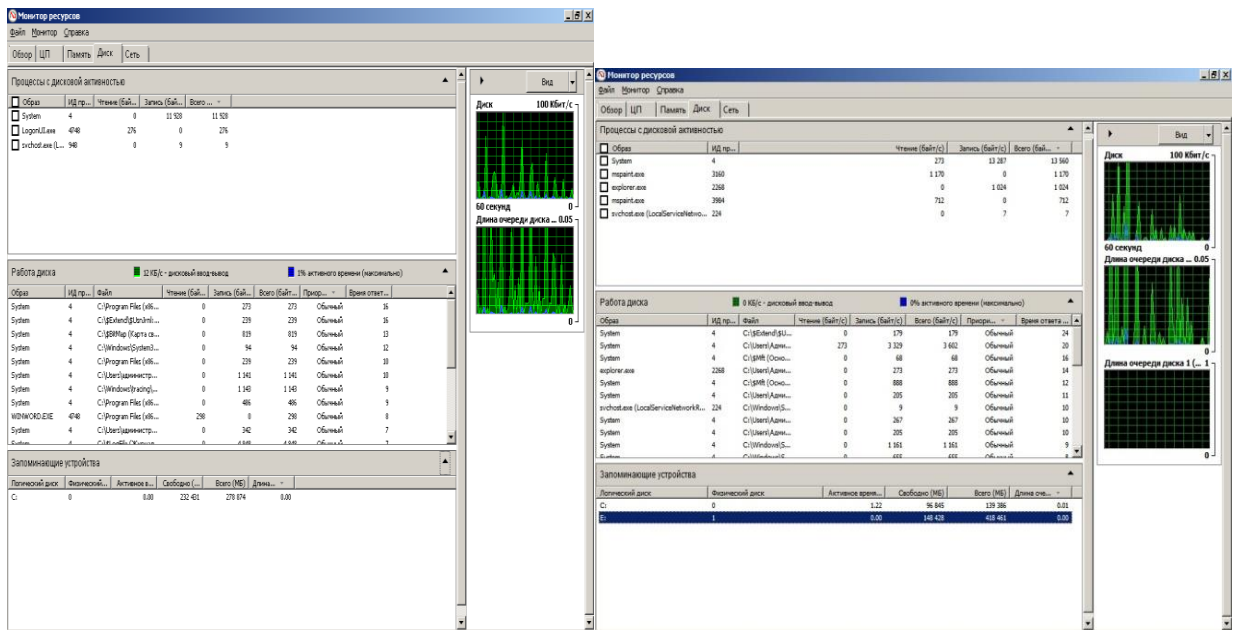 Монитор ресурсов
Файл Монитор Справка
Обзор ЦП Память Диск Сеть
Процессы с дисковой активностью
Образ ИД пр... Чтение (бай... Запись (бай... Всего ...
System 4 0 11 928 11 928
LogonUI.exe 4748 276 0 276
svchost.exe (L... 948 0 9 9
Работа диска 12 КБ/с - дисковый ввод-вывод 1% активного времени (максимально)
Образ ИД пр... Файл Чтение (бай... Запись (бай... Всего (байт... Приор... Время ответ...
System 4 C:\Program Files (x86... 0 273 273 Обычный 16
System 4 C:\$Extend\$UsnJrnl:... 0 239 239 Обычный 16
System 4 C:\$BitMap (Карта св... 0 819 819 Обычный 13
System 4 C:\Windows\System3... 0 94 94 Обычный 12
System 4 C:\Program Files (x86... 0 239 239 Обычный 10
System 4 C:\Users\администр... 0 1 141 1 141 Обычный 10
System 4 C:\Windows\tracing\... 0 1 143 1 143 Обычный 9
System 4 C:\Program Files (x86... 0 486 486 Обычный 9
WINWORD.EXE 4748 C:\Program Files (x86... 298 0 298 Обычный 8
System 4 C:\Users\администр... 0 342 342 Обычный 7
Запоминающие устройства
Логический диск Физический... Активное в... Свободно (... Всего (МБ) Длина...
C: 0 0.00 232 431 278 874 0.00
Вид
Диск 100 Кбит/с
60 секунд 0
Длина очереди диска ... 0.05
0
Монитор ресурсов
Файл Монитор Справка
Обзор ЦП Память Диск Сеть
Процессы с дисковой активностью
Образ ИД пр... Чтение (байт/с) Запись (байт/с) Всего (бай...
System 4 273 13 287 13 560
mspaint.exe 3160 1 170 0 1 170
explorer.exe 2268 0 1 024 1 024
mspaint.exe 3984 712 0 712
svchost.exe (LocalServiceNetwo... 224 0 7 7
Работа диска 0 КБ/с - дисковый ввод-вывод 0% активного времени (максимально)
Образ ИД пр... Файл Чтение (байт/с) Запись (байт/с) Всего (байт/с) Приори... Время ответа ...
System 4 C:\$Extend\$U... 0 179 179 Обычный 24
System 4 C:\Users\Адми... 273 3 329 3 602 Обычный 20
System 4 C:\$Mft (Осно... 0 68 68 Обычный 16
explorer.exe 2268 C:\Users\Адми... 0 273 273 Обычный 14
System 4 C:\$Mft (Осно... 0 888 888 Обычный 12
System 4 C:\Users\Адми... 0 205 205 Обычный 11
svchost.exe (LocalServiceNetworkR... 224 C:\Windows\S... 0 9 9 Обычный 10
System 4 C:\Users\Адми... 0 267 267 Обычный 10
System 4 C:\Users\Адми... 0 205 205 Обычный 10
System 4 C:\Windows\S... 0 1 161 1 161 Обычный 9
Запоминающие устройства
Логический диск Физический диск Активное время... Свободно (МБ) Всего (МБ) Длина оче...
C: 0 1.22 96 845 139 386 0.01
E: 1 0.00 148 428 418 461 0.00
Вид
Диск 100 Кбит/с
60 секунд 0
Длина очереди диска ... 0.05
0
Длина очереди диска 1 (... 1
0